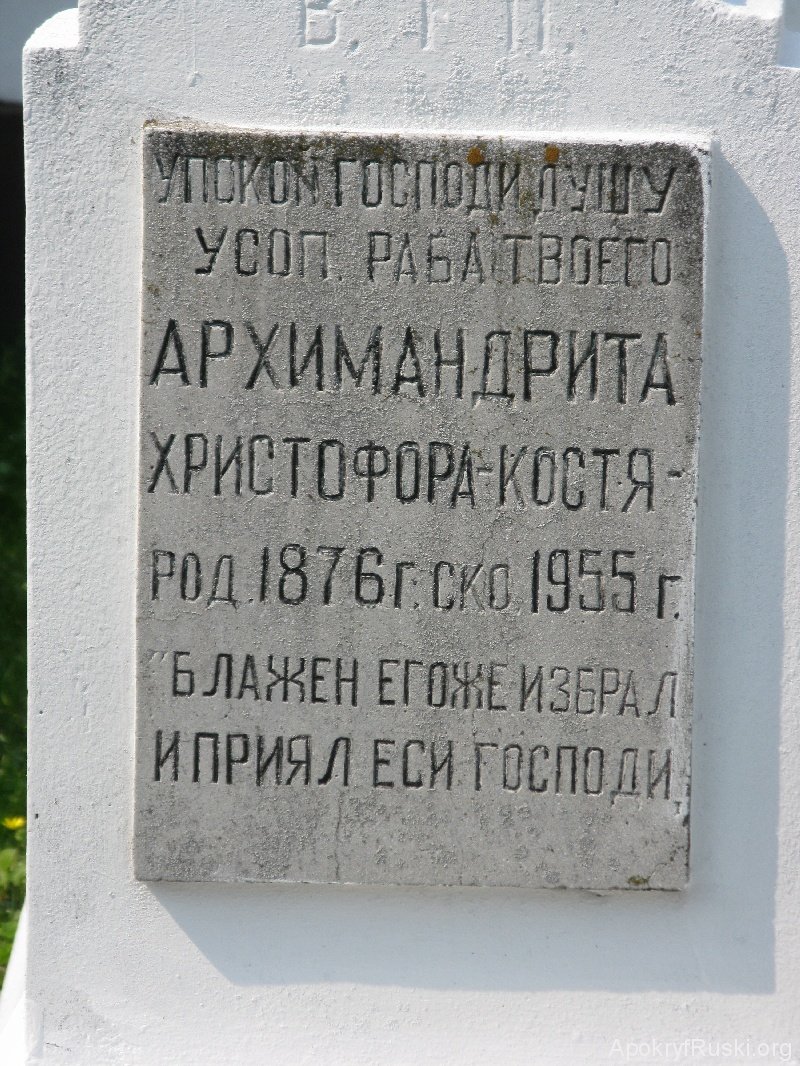 В. Ч П.
УПОКОЙ ГОСПОДИ ДУШУ
УСОП. РАБА ТВОЕГО
АРХИМАНДРИТА
ХРИСТОФОРА-КОСТЯ-
РОД. 1876 г. СКО. 1955 г.
"БЛАЖЕН ЕГОЖЕ ИЗБРАЛ
И ПРИЯЛ ЕСИ ГОСПОДИ,
ApokryfRuski.org